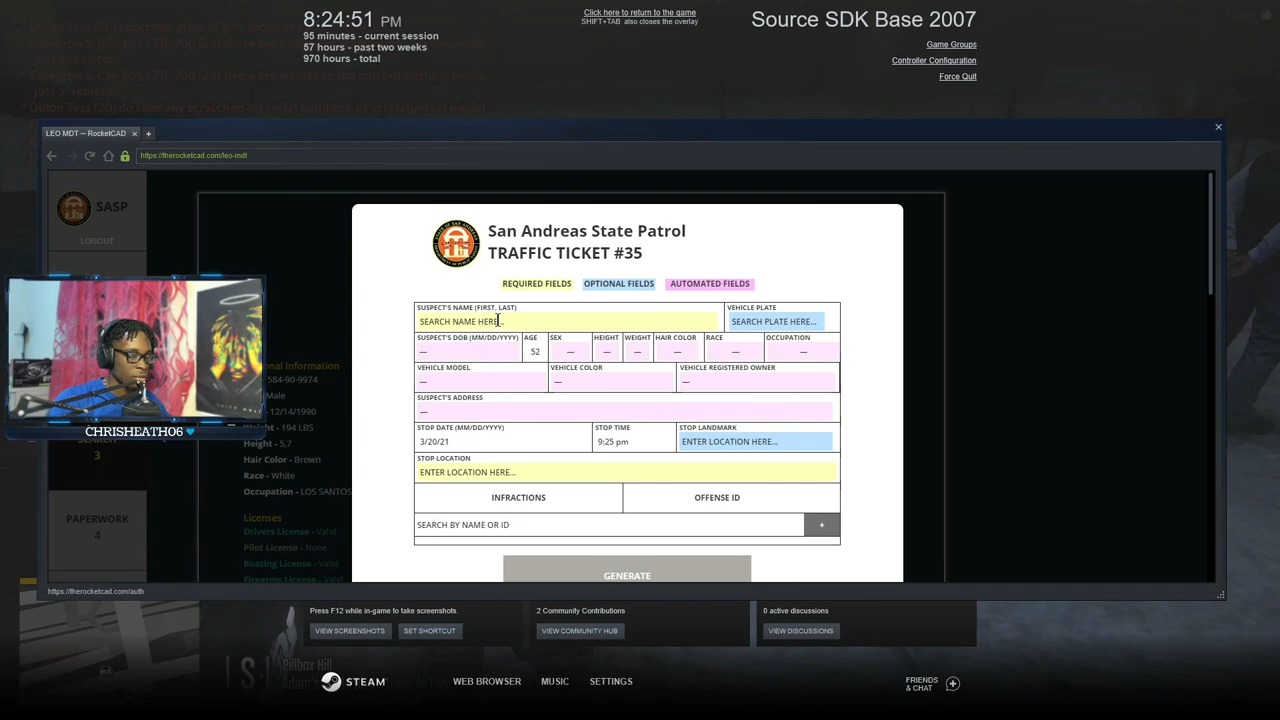 8:24:51 PM
95 minutes - current session
57 hours - past two weeks
970 hours - total
Click here to return to the game
SHIFT+TAB also closes the overlay
Source SDK Base 2007
Game Groups
Controller Configuration
Force Quit
LEO MDT — RocketCAD
https://therocketcad.com/leo-mdt
SASP
LOGOUT
San Andreas State Patrol
TRAFFIC TICKET #35
REQUIRED FIELDS OPTIONAL FIELDS AUTOMATED FIELDS
SUSPECT'S NAME (FIRST, LAST) VEHICLE PLATE
SEARCH NAME HERE... SEARCH PLATE HERE...
SUSPECT'S DOB (MM/DD/YYYY) AGE SEX HEIGHT WEIGHT HAIR COLOR RACE OCCUPATION
— 52 — — — — — —
VEHICLE MODEL VEHICLE COLOR VEHICLE REGISTERED OWNER
— — —
SUSPECT'S ADDRESS
—
STOP DATE (MM/DD/YYYY) STOP TIME STOP LANDMARK
3/20/21 9:25 pm ENTER LOCATION HERE...
STOP LOCATION
ENTER LOCATION HERE...
INFRACTIONS OFFENSE ID
SEARCH BY NAME OR ID +
GENERATE
584-90-9974
Male
12/14/1990
194 LBS
Height - 5,7
Hair Color - Brown
Race - White
Occupation - LOS SANTOS
Licenses
Drivers License - Valid
Pilot License - None
Boating License - Valid
Firearms License - Valid
CHRISHEATH06
3
PAPERWORK
4
https://therocketcad.com/auth
Press F12 while in-game to take screenshots.
VIEW SCREENSHOTS SET SHORTCUT
2 Community Contributions
VIEW COMMUNITY HUB
0 active discussions
VIEW DISCUSSIONS
Pillbox Hill
STEAM WEB BROWSER MUSIC SETTINGS
FRIENDS
& CHAT